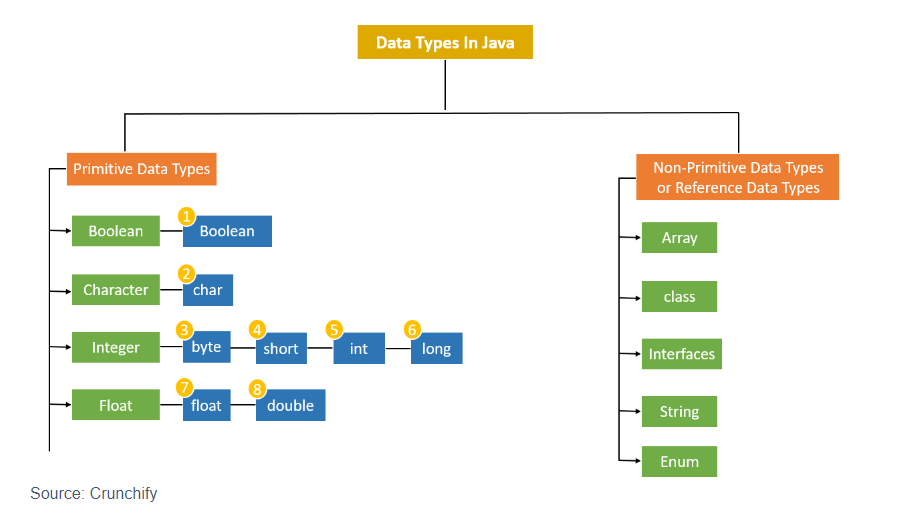 Data Types In Java
Primitive Data Types
Non-Primitive Data Types
or Reference Data Types
Boolean
1
Boolean
Character
2
char
Integer
3
byte
4
short
5
int
6
long
Float
7
float
8
double
Array
class
Interfaces
String
Enum
Source: Crunchify